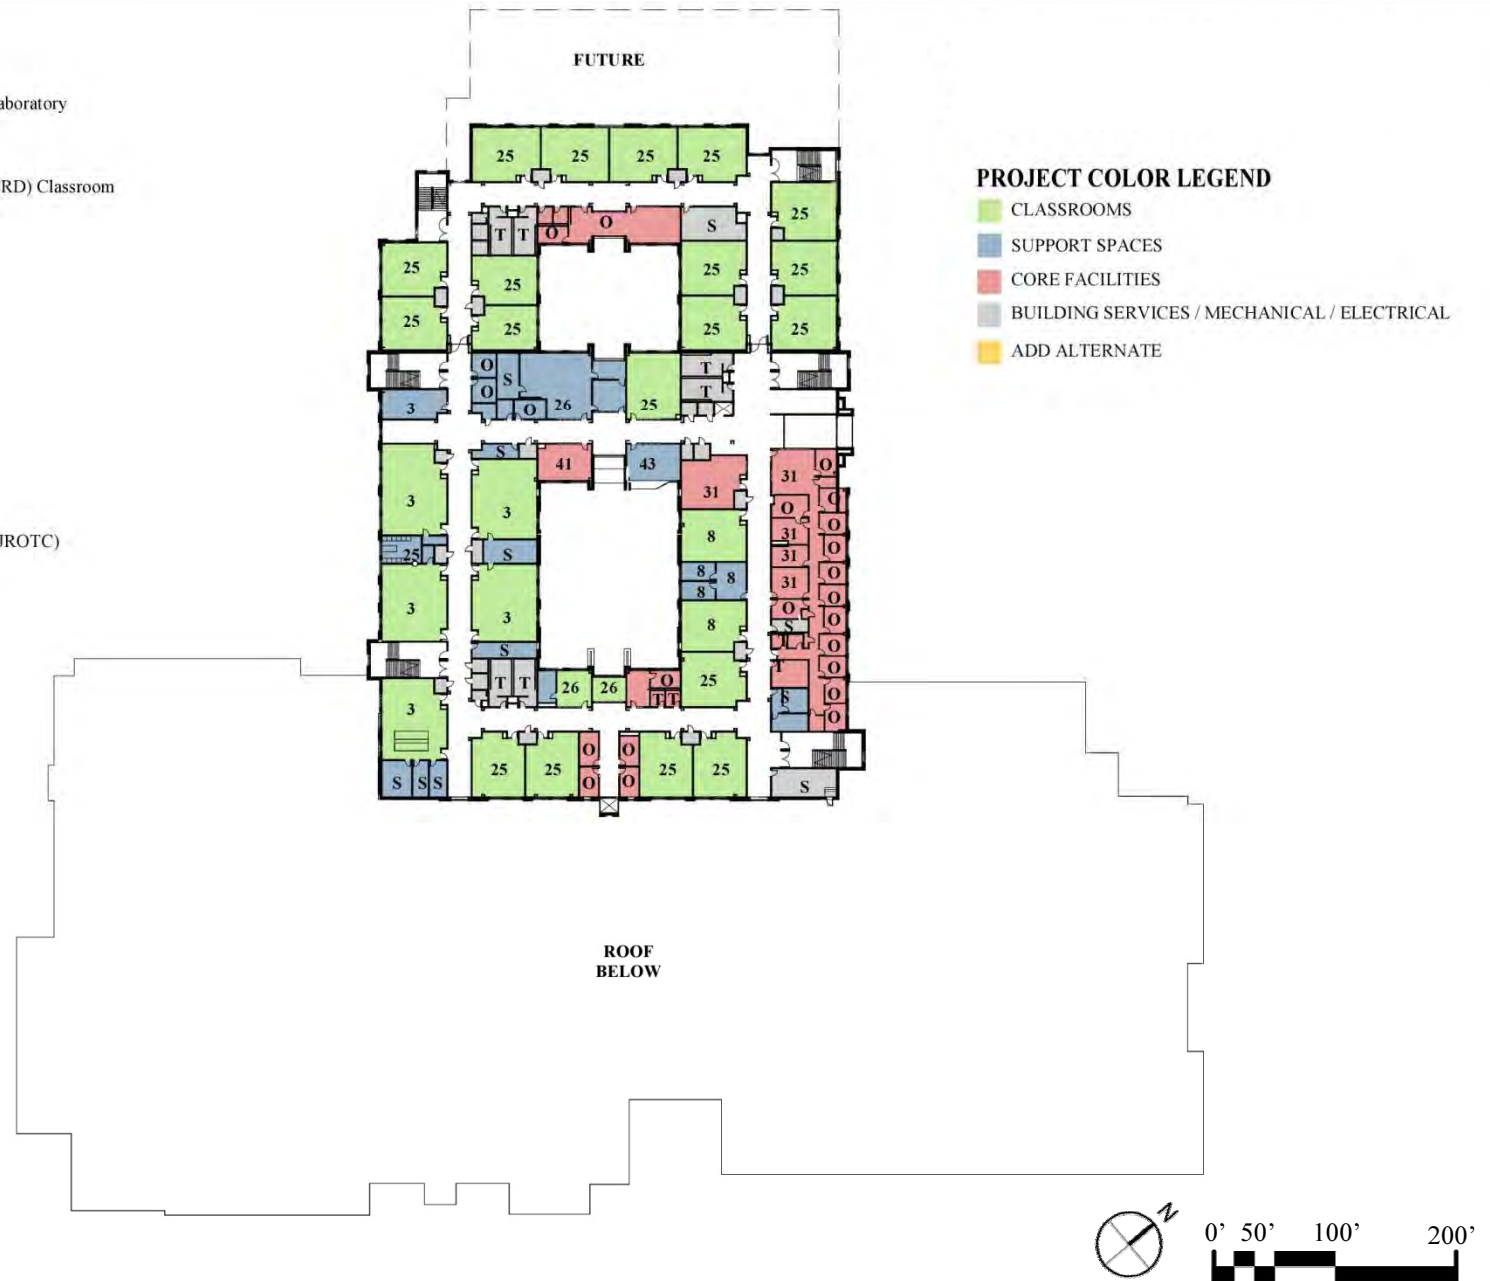 FUTURE
aboratory
RD) Classroom
JROTC)
PROJECT COLOR LEGEND
CLASSROOMS
SUPPORT SPACES
CORE FACILITIES
BUILDING SERVICES / MECHANICAL / ELECTRICAL
ADD ALTERNATE
25 25 25 25
25
T T O O S
25 25 25 25
25 25 25 25
O S T
O O 26 25 T
3
S 41 43 31 O
31
3 3 O O
8 31 O
25 S 31 O
8 8 31 O
8 O
3 3 8 O O
S O
S T O
T T 26 26 O 25 O
3 T T S O
O
O O
25 25 25 25
O O
S S S S
ROOF
BELOW
N
0’ 50’ 100’ 200’